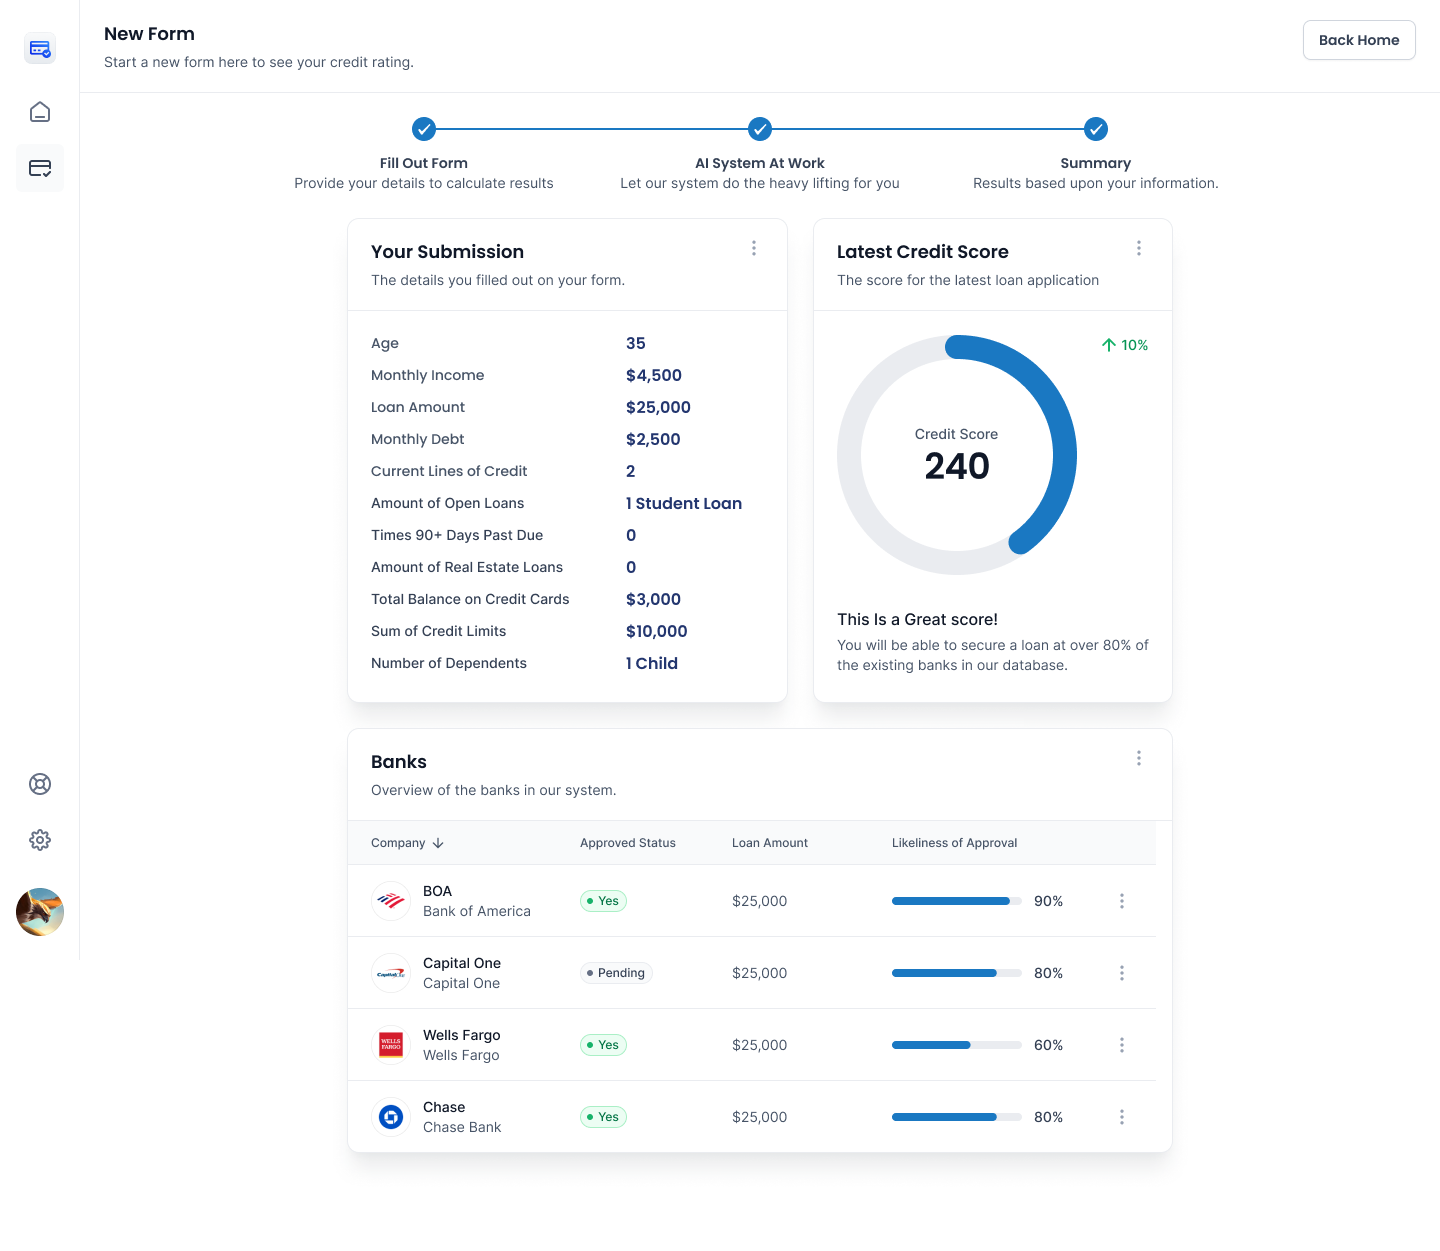 New Form
Start a new form here to see your credit rating.
Back Home
Fill Out Form
Provide your details to calculate results
AI System At Work
Let our system do the heavy lifting for you
Summary
Results based upon your information.
Your Submission
The details you filled out on your form.
Age 35
Monthly Income $4,500
Loan Amount $25,000
Monthly Debt $2,500
Current Lines of Credit 2
Amount of Open Loans 1 Student Loan
Times 90+ Days Past Due 0
Amount of Real Estate Loans 0
Total Balance on Credit Cards $3,000
Sum of Credit Limits $10,000
Number of Dependents 1 Child
Latest Credit Score
The score for the latest loan application
10%
Credit Score
240
This Is a Great score!
You will be able to secure a loan at over 80% of
the existing banks in our database.
Banks
Overview of the banks in our system.
Company Approved Status Loan Amount Likeliness of Approval
BOA
Bank of America
Yes $25,000 90%
Capital One
Capital One
Capital One
Pending $25,000 80%
WELLS
FARGO
Wells Fargo
Wells Fargo
Yes $25,000 60%
Chase
Chase Bank
Yes $25,000 80%